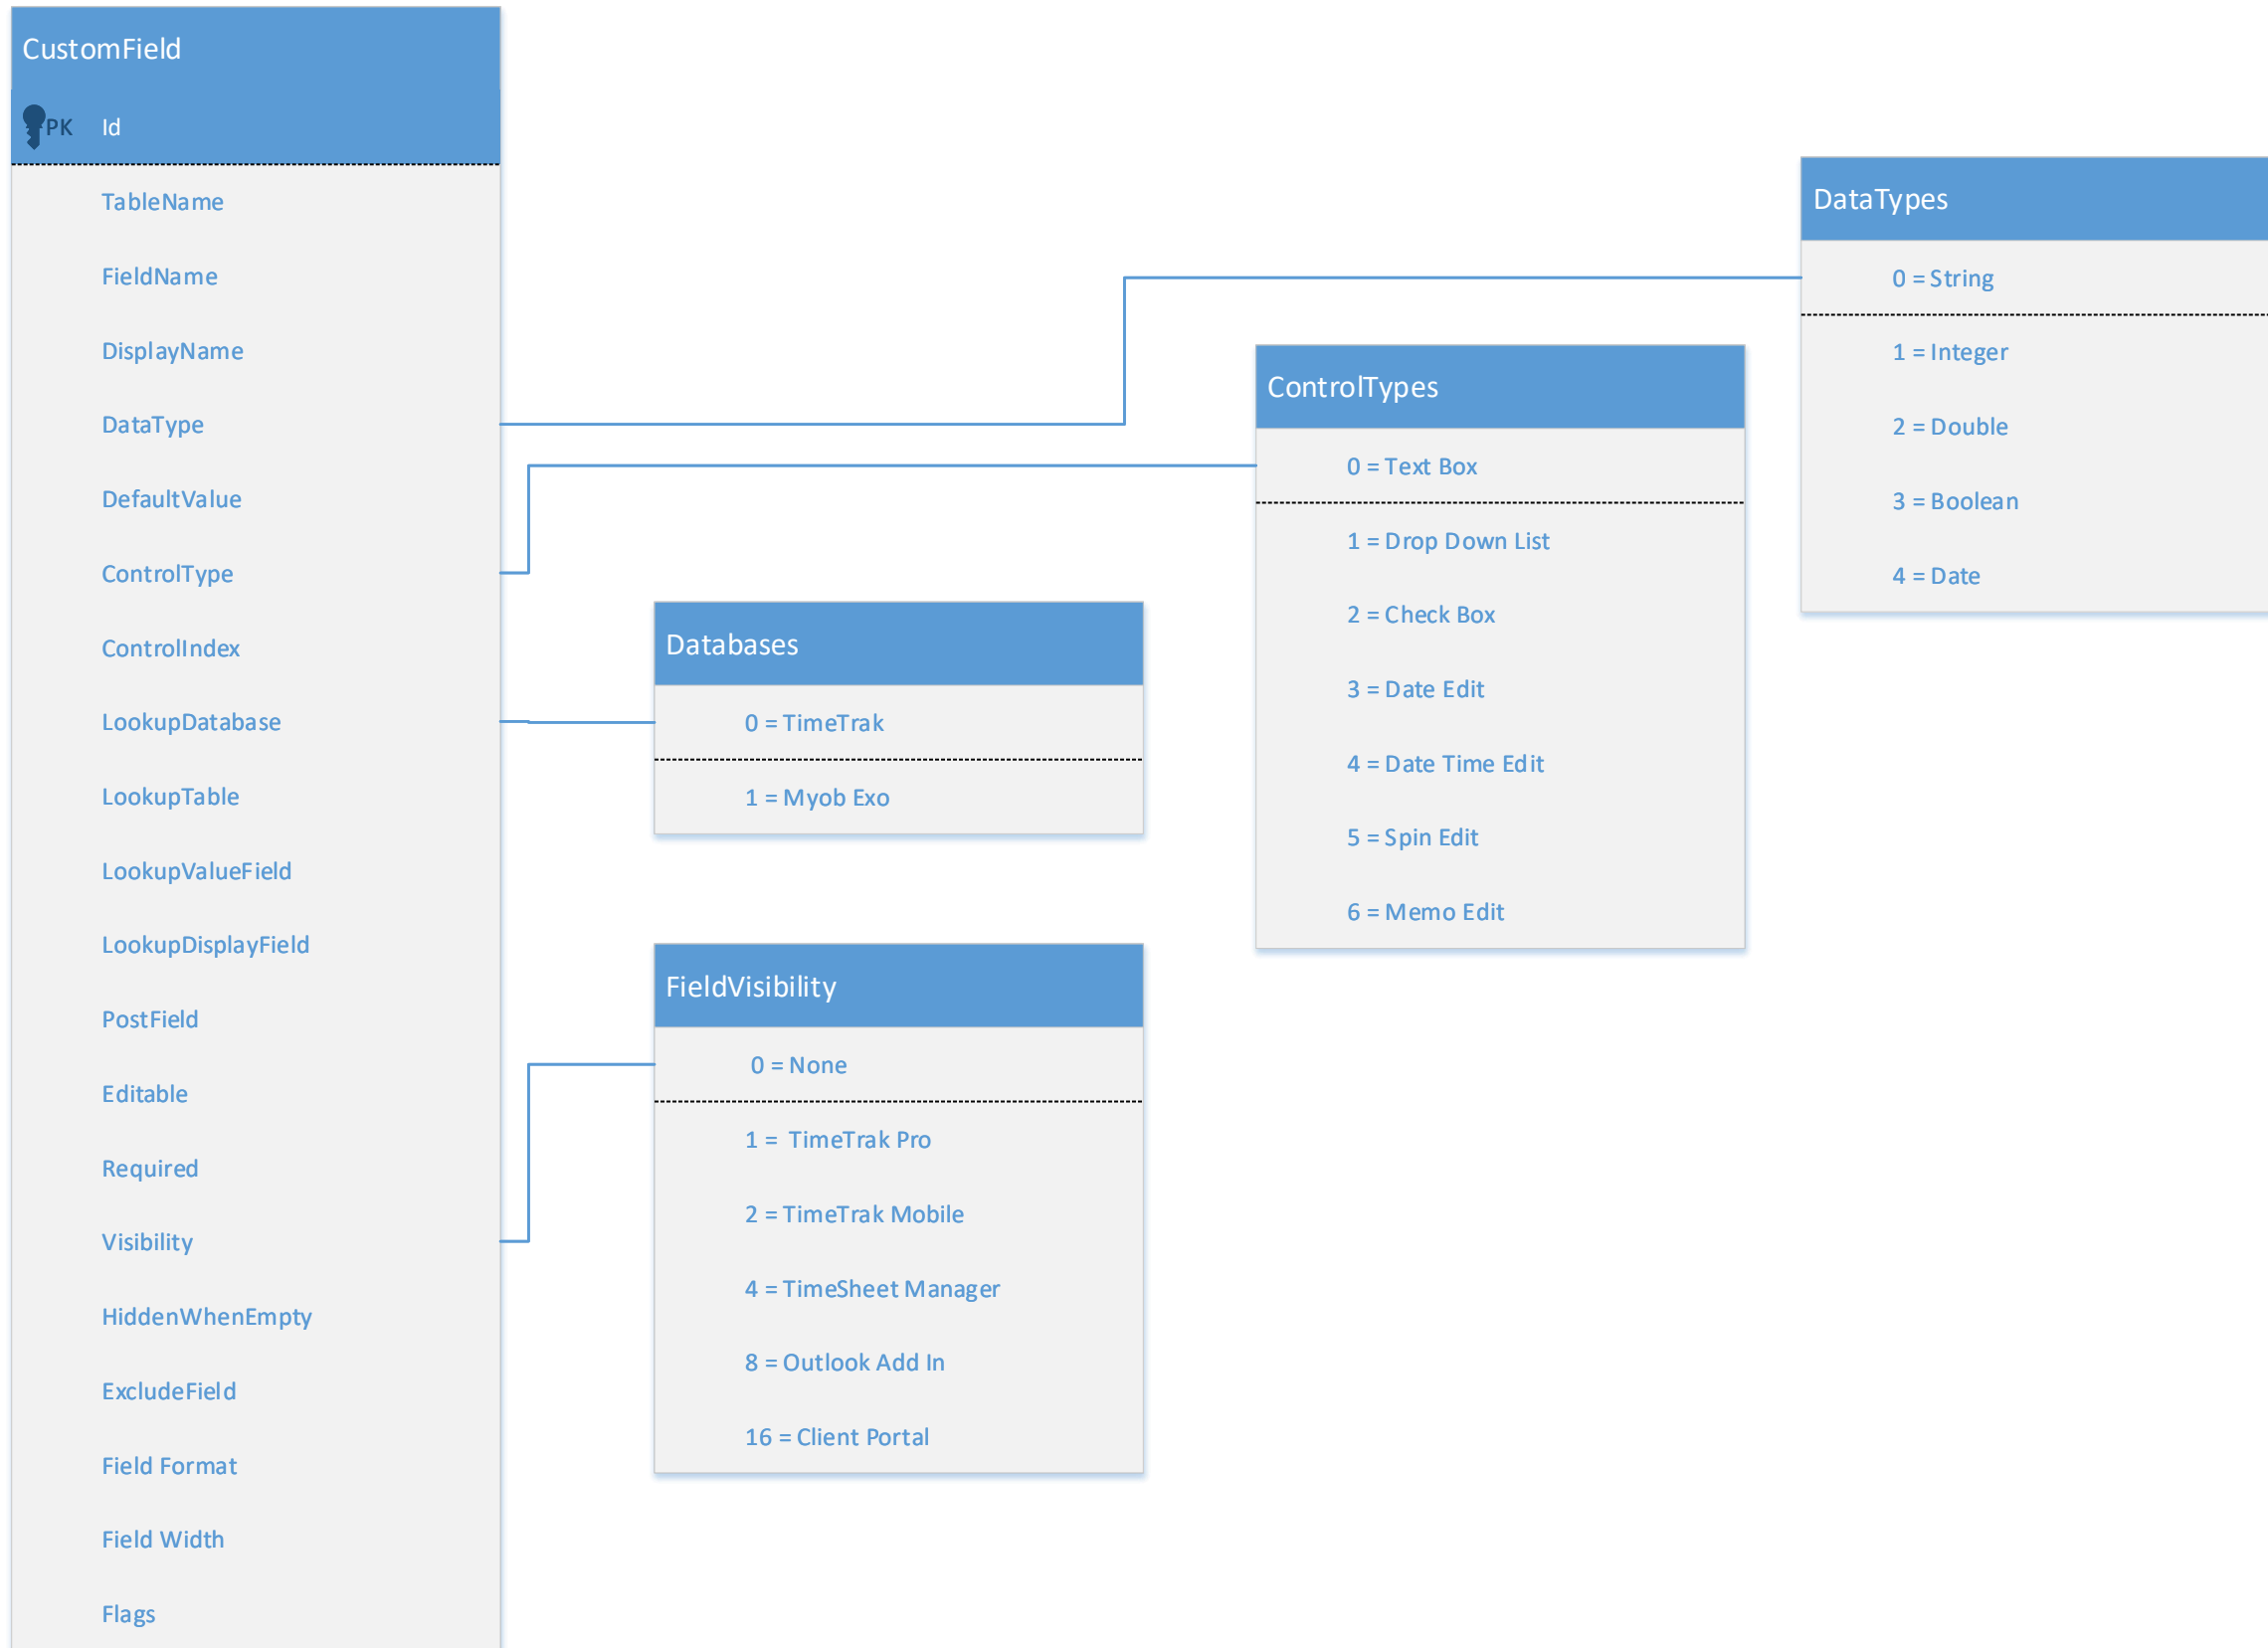 CustomField
PK Id
TableName
FieldName
DisplayName
DataType
DefaultValue
ControlType
ControlIndex
LookupDatabase
LookupTable
LookupValueField
LookupDisplayField
PostField
Editable
Required
Visibility
HiddenWhenEmpty
ExcludeField
Field Format
Field Width
Flags
Databases
0 = TimeTrak
1 = Myob Exo
FieldVisibility
0 = None
1 = TimeTrak Pro
2 = TimeTrak Mobile
4 = TimeSheet Manager
8 = Outlook Add In
16 = Client Portal
ControlTypes
0 = Text Box
1 = Drop Down List
2 = Check Box
3 = Date Edit
4 = Date Time Edit
5 = Spin Edit
6 = Memo Edit
DataTypes
0 = String
1 = Integer
2 = Double
3 = Boolean
4 = Date